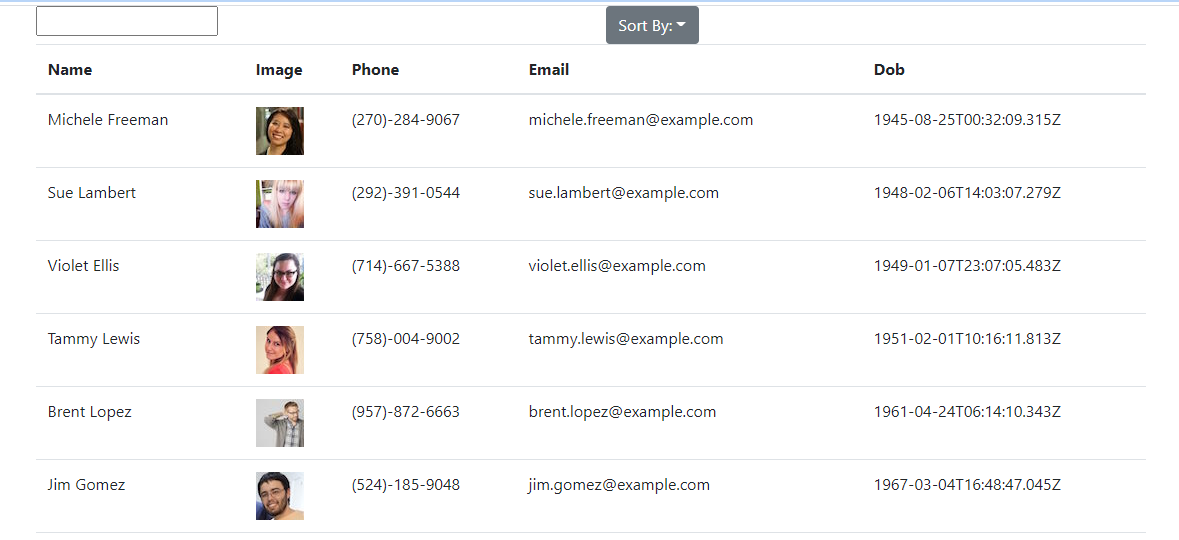 Sort By:
Name Image Phone Email Dob
Michele Freeman (270)-284-9067 michele.freeman@example.com 1945-08-25T00:32:09.315Z
Sue Lambert (292)-391-0544 sue.lambert@example.com 1948-02-06T14:03:07.279Z
Violet Ellis (714)-667-5388 violet.ellis@example.com 1949-01-07T23:07:05.483Z
Tammy Lewis (758)-004-9002 tammy.lewis@example.com 1951-02-01T10:16:11.813Z
Brent Lopez (957)-872-6663 brent.lopez@example.com 1961-04-24T06:14:10.343Z
Jim Gomez (524)-185-9048 jim.gomez@example.com 1967-03-04T16:48:47.045Z